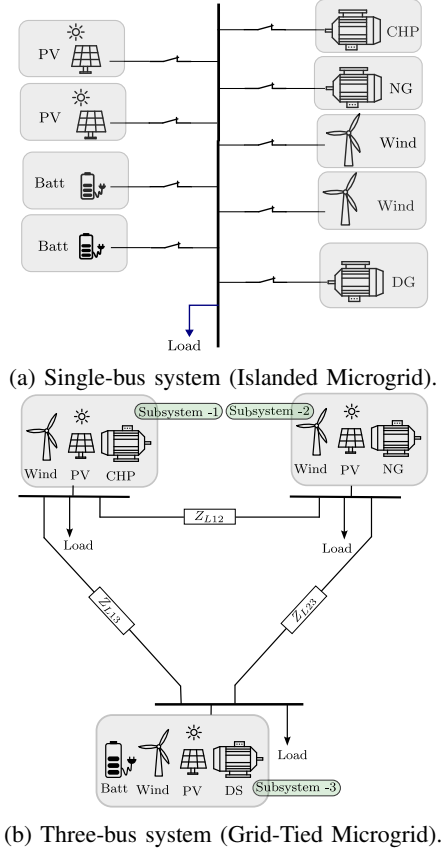 PV
CHP
PV
NG
Batt
Wind
Batt
Wind
DG
Load
(a) Single-bus system (Islanded Microgrid).
Subsystem -1
Subsystem -2
Wind PV CHP
Wind PV NG
Load
Z_{L12}
Load
Z_{L13}
Z_{L23}
Load
Batt Wind PV DS
Subsystem -3
(b) Three-bus system (Grid-Tied Microgrid).